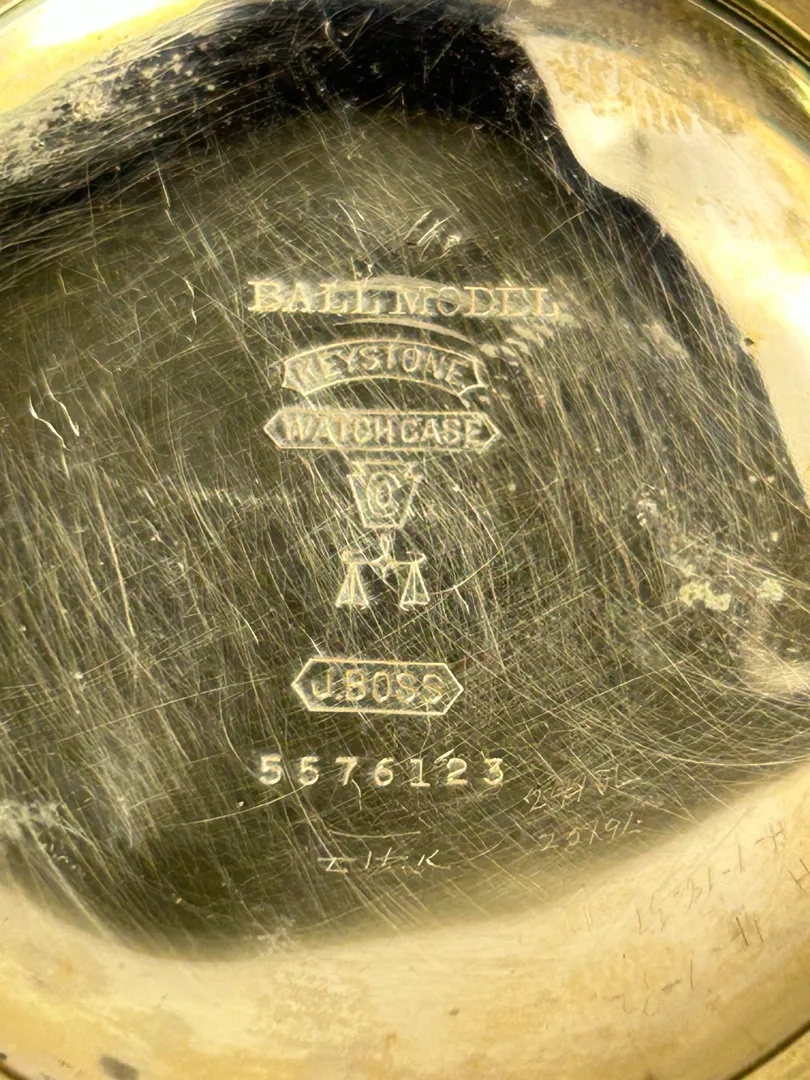 BALL MODEL
KEYSTONE
WATCHCASE
C
J.BOSS
5576123